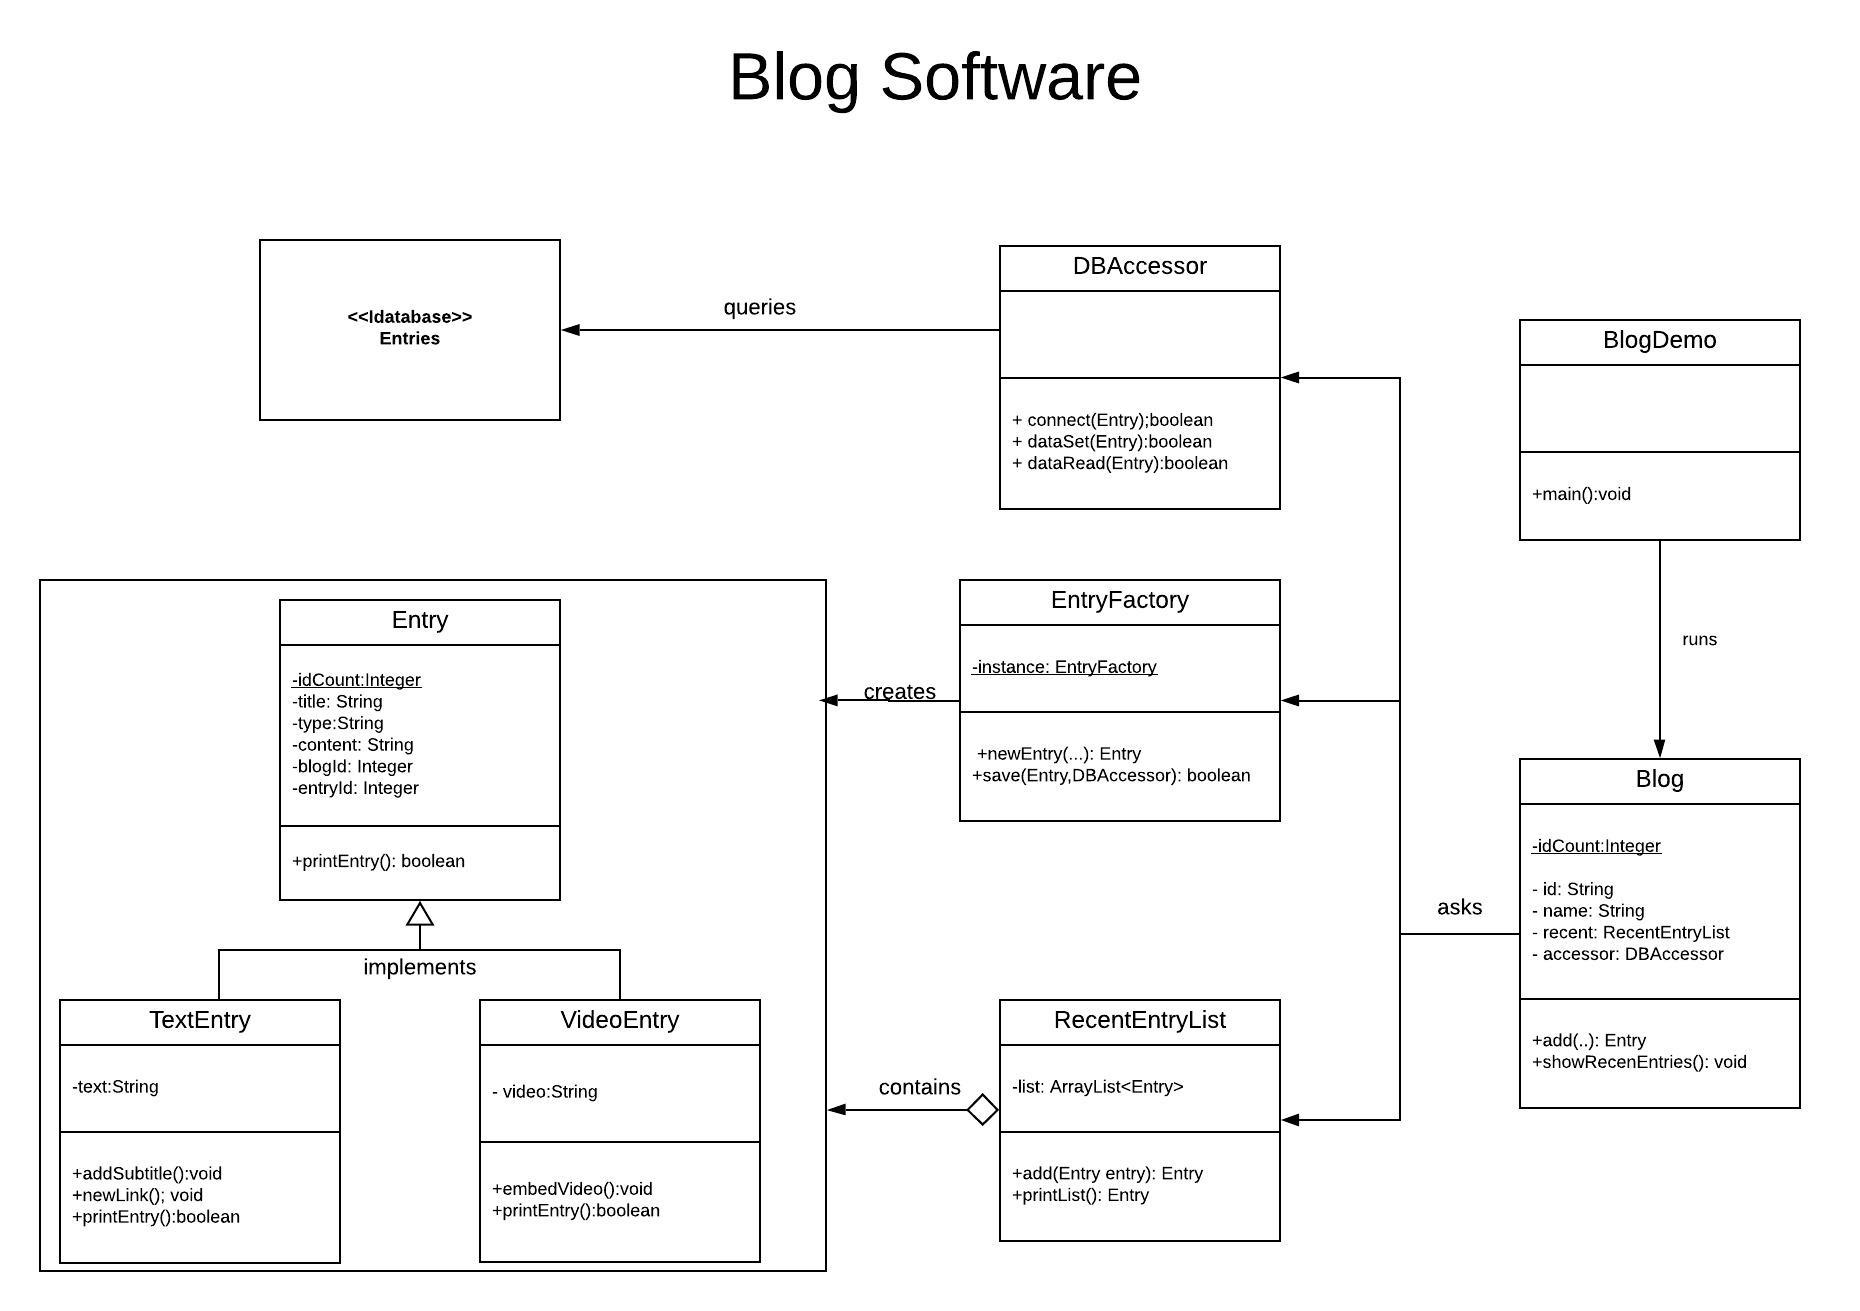 Blog Software
<<Idatabase>>
Entries
queries
DBAccessor
+ connect(Entry);boolean
+ dataSet(Entry):boolean
+ dataRead(Entry):boolean
BlogDemo
+main():void
runs
Entry
-idCount:Integer
-title: String
-type:String
-content: String
-blogId: Integer
-entryId: Integer
+printEntry(): boolean
implements
TextEntry
-text:String
+addSubtitle():void
+newLink(); void
+printEntry():boolean
VideoEntry
- video:String
+embedVideo():void
+printEntry():boolean
creates
EntryFactory
-instance: EntryFactory
+newEntry(...): Entry
+save(Entry,DBAccessor): boolean
contains
RecentEntryList
-list: ArrayList<Entry>
+add(Entry entry): Entry
+printList(): Entry
asks
Blog
-idCount:Integer
- id: String
- name: String
- recent: RecentEntryList
- accessor: DBAccessor
+add(..): Entry
+showRecenEntries(): void